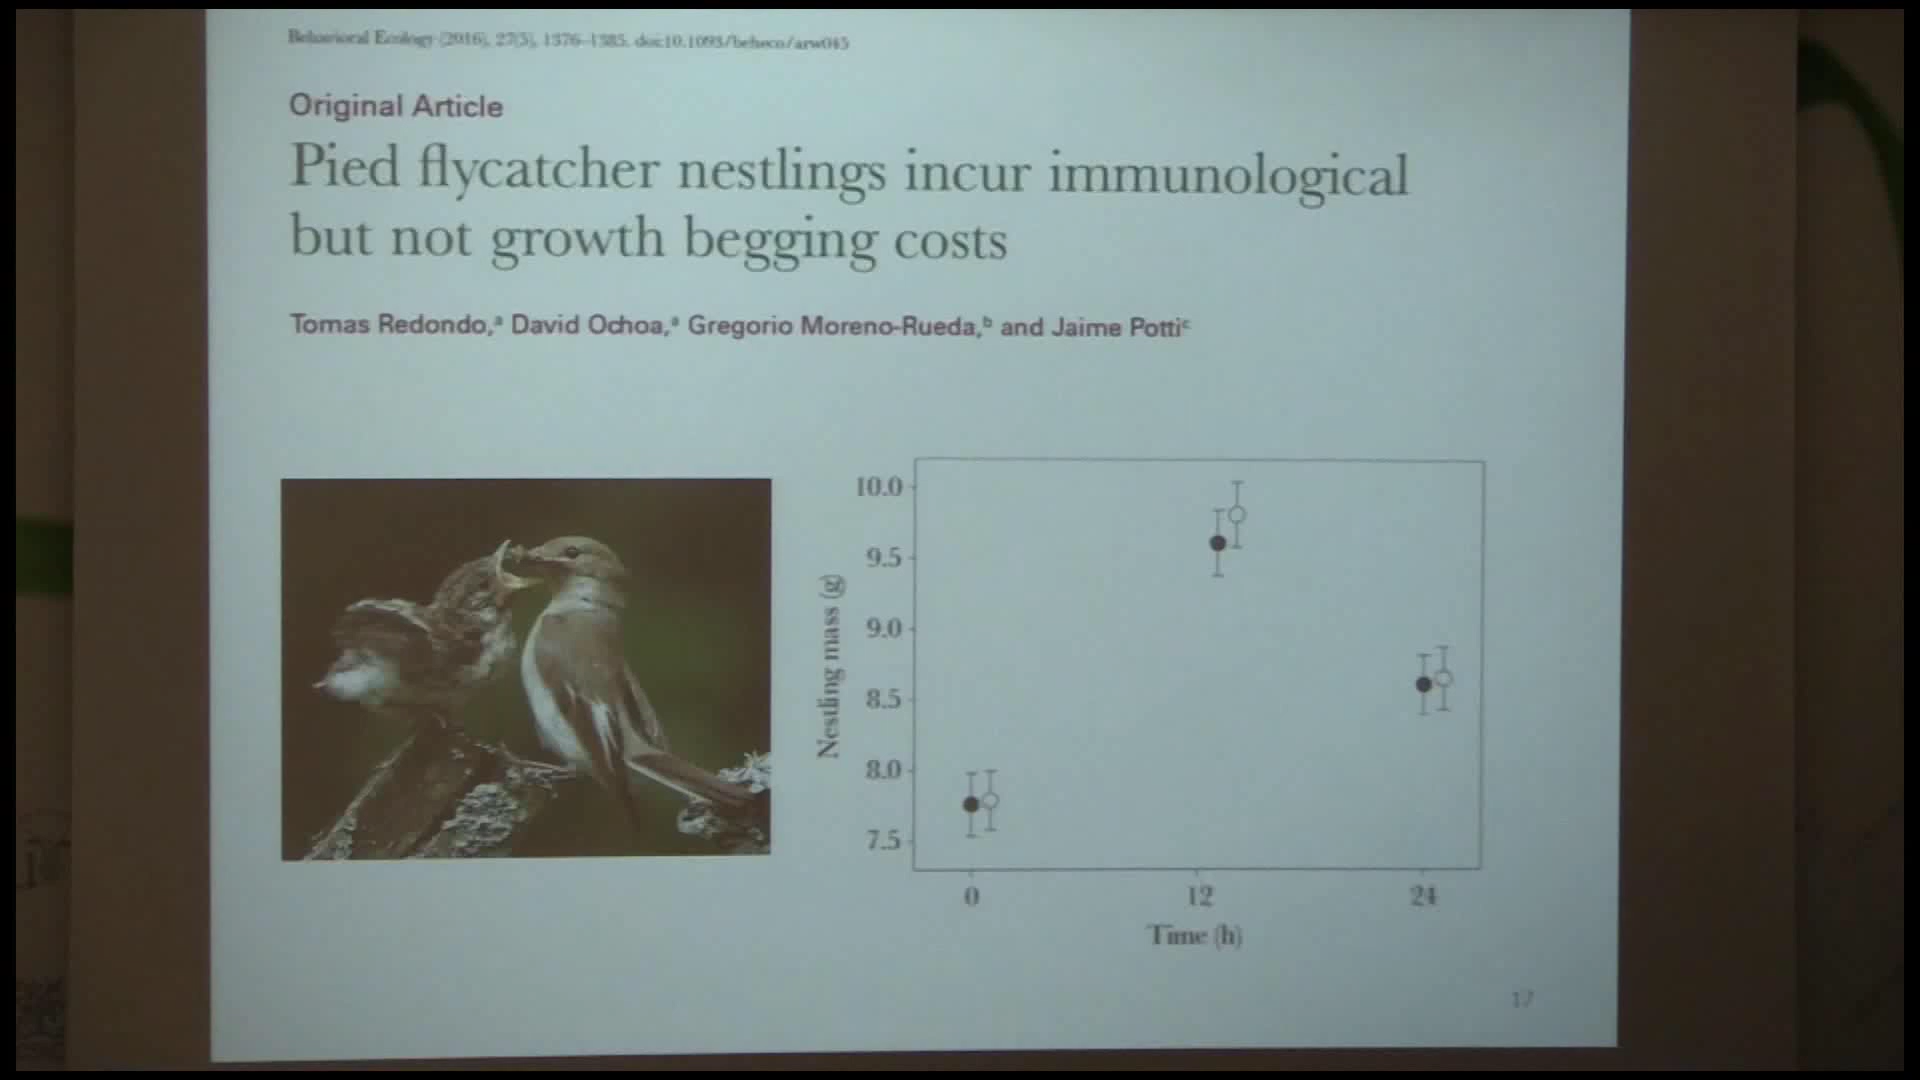 Behavioral Ecology (2016), 27(5), 1376–1385. doi:10.1093/beheco/arw045
Original Article
Pied flycatcher nestlings incur immunological
but not growth begging costs
Tomas Redondo,ᵃ David Ochoa,ᵃ Gregorio Moreno-Rueda,ᵇ and Jaime Pottiᶜ
10.0
9.5
9.0
8.5
8.0
7.5
Nestling mass (g)
0 12 24
Time (h)
17